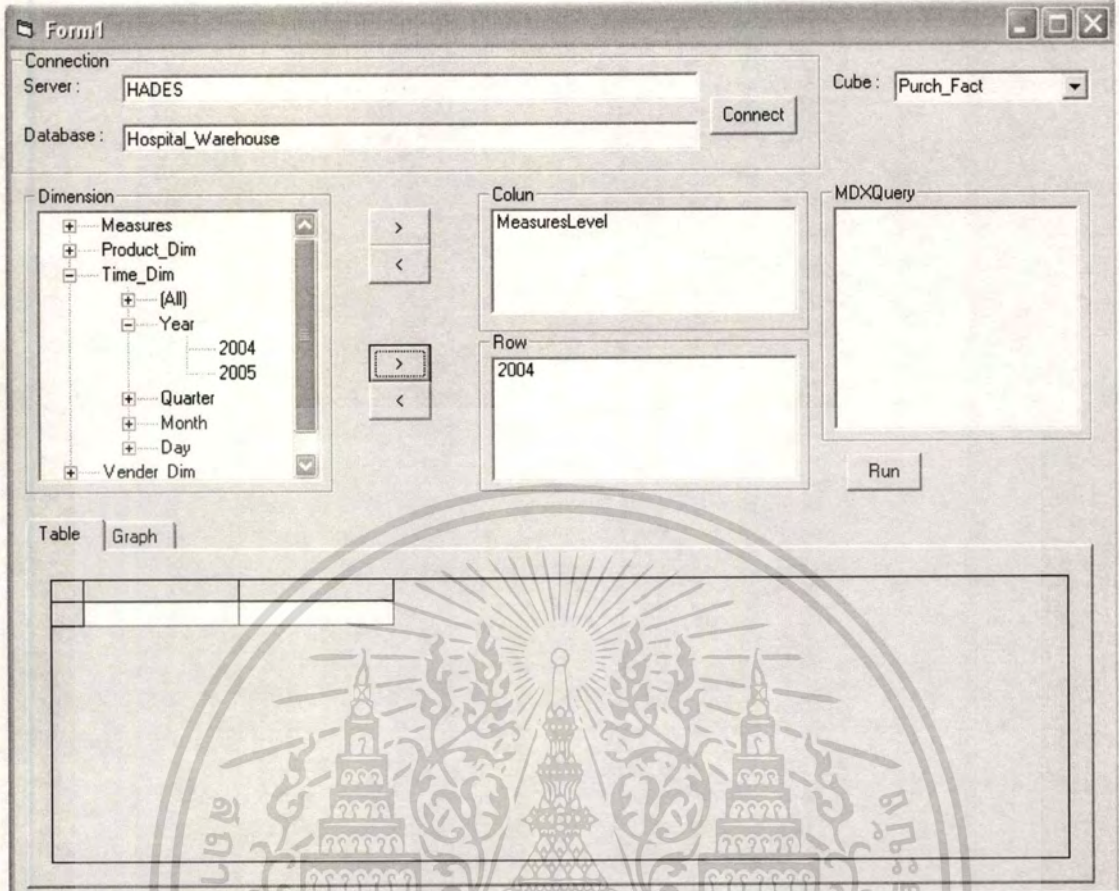 Form1
Connection
Server :
HADES
Database :
Hospital_Warehouse
Connect
Cube :
Purch_Fact
Dimension
Measures
Product_Dim
Time_Dim
(All)
Year
2004
2005
Quarter
Month
Day
Vender Dim
>
<
>
<
Colun
MeasuresLevel
Row
2004
MDXQuery
Run
Table
Graph